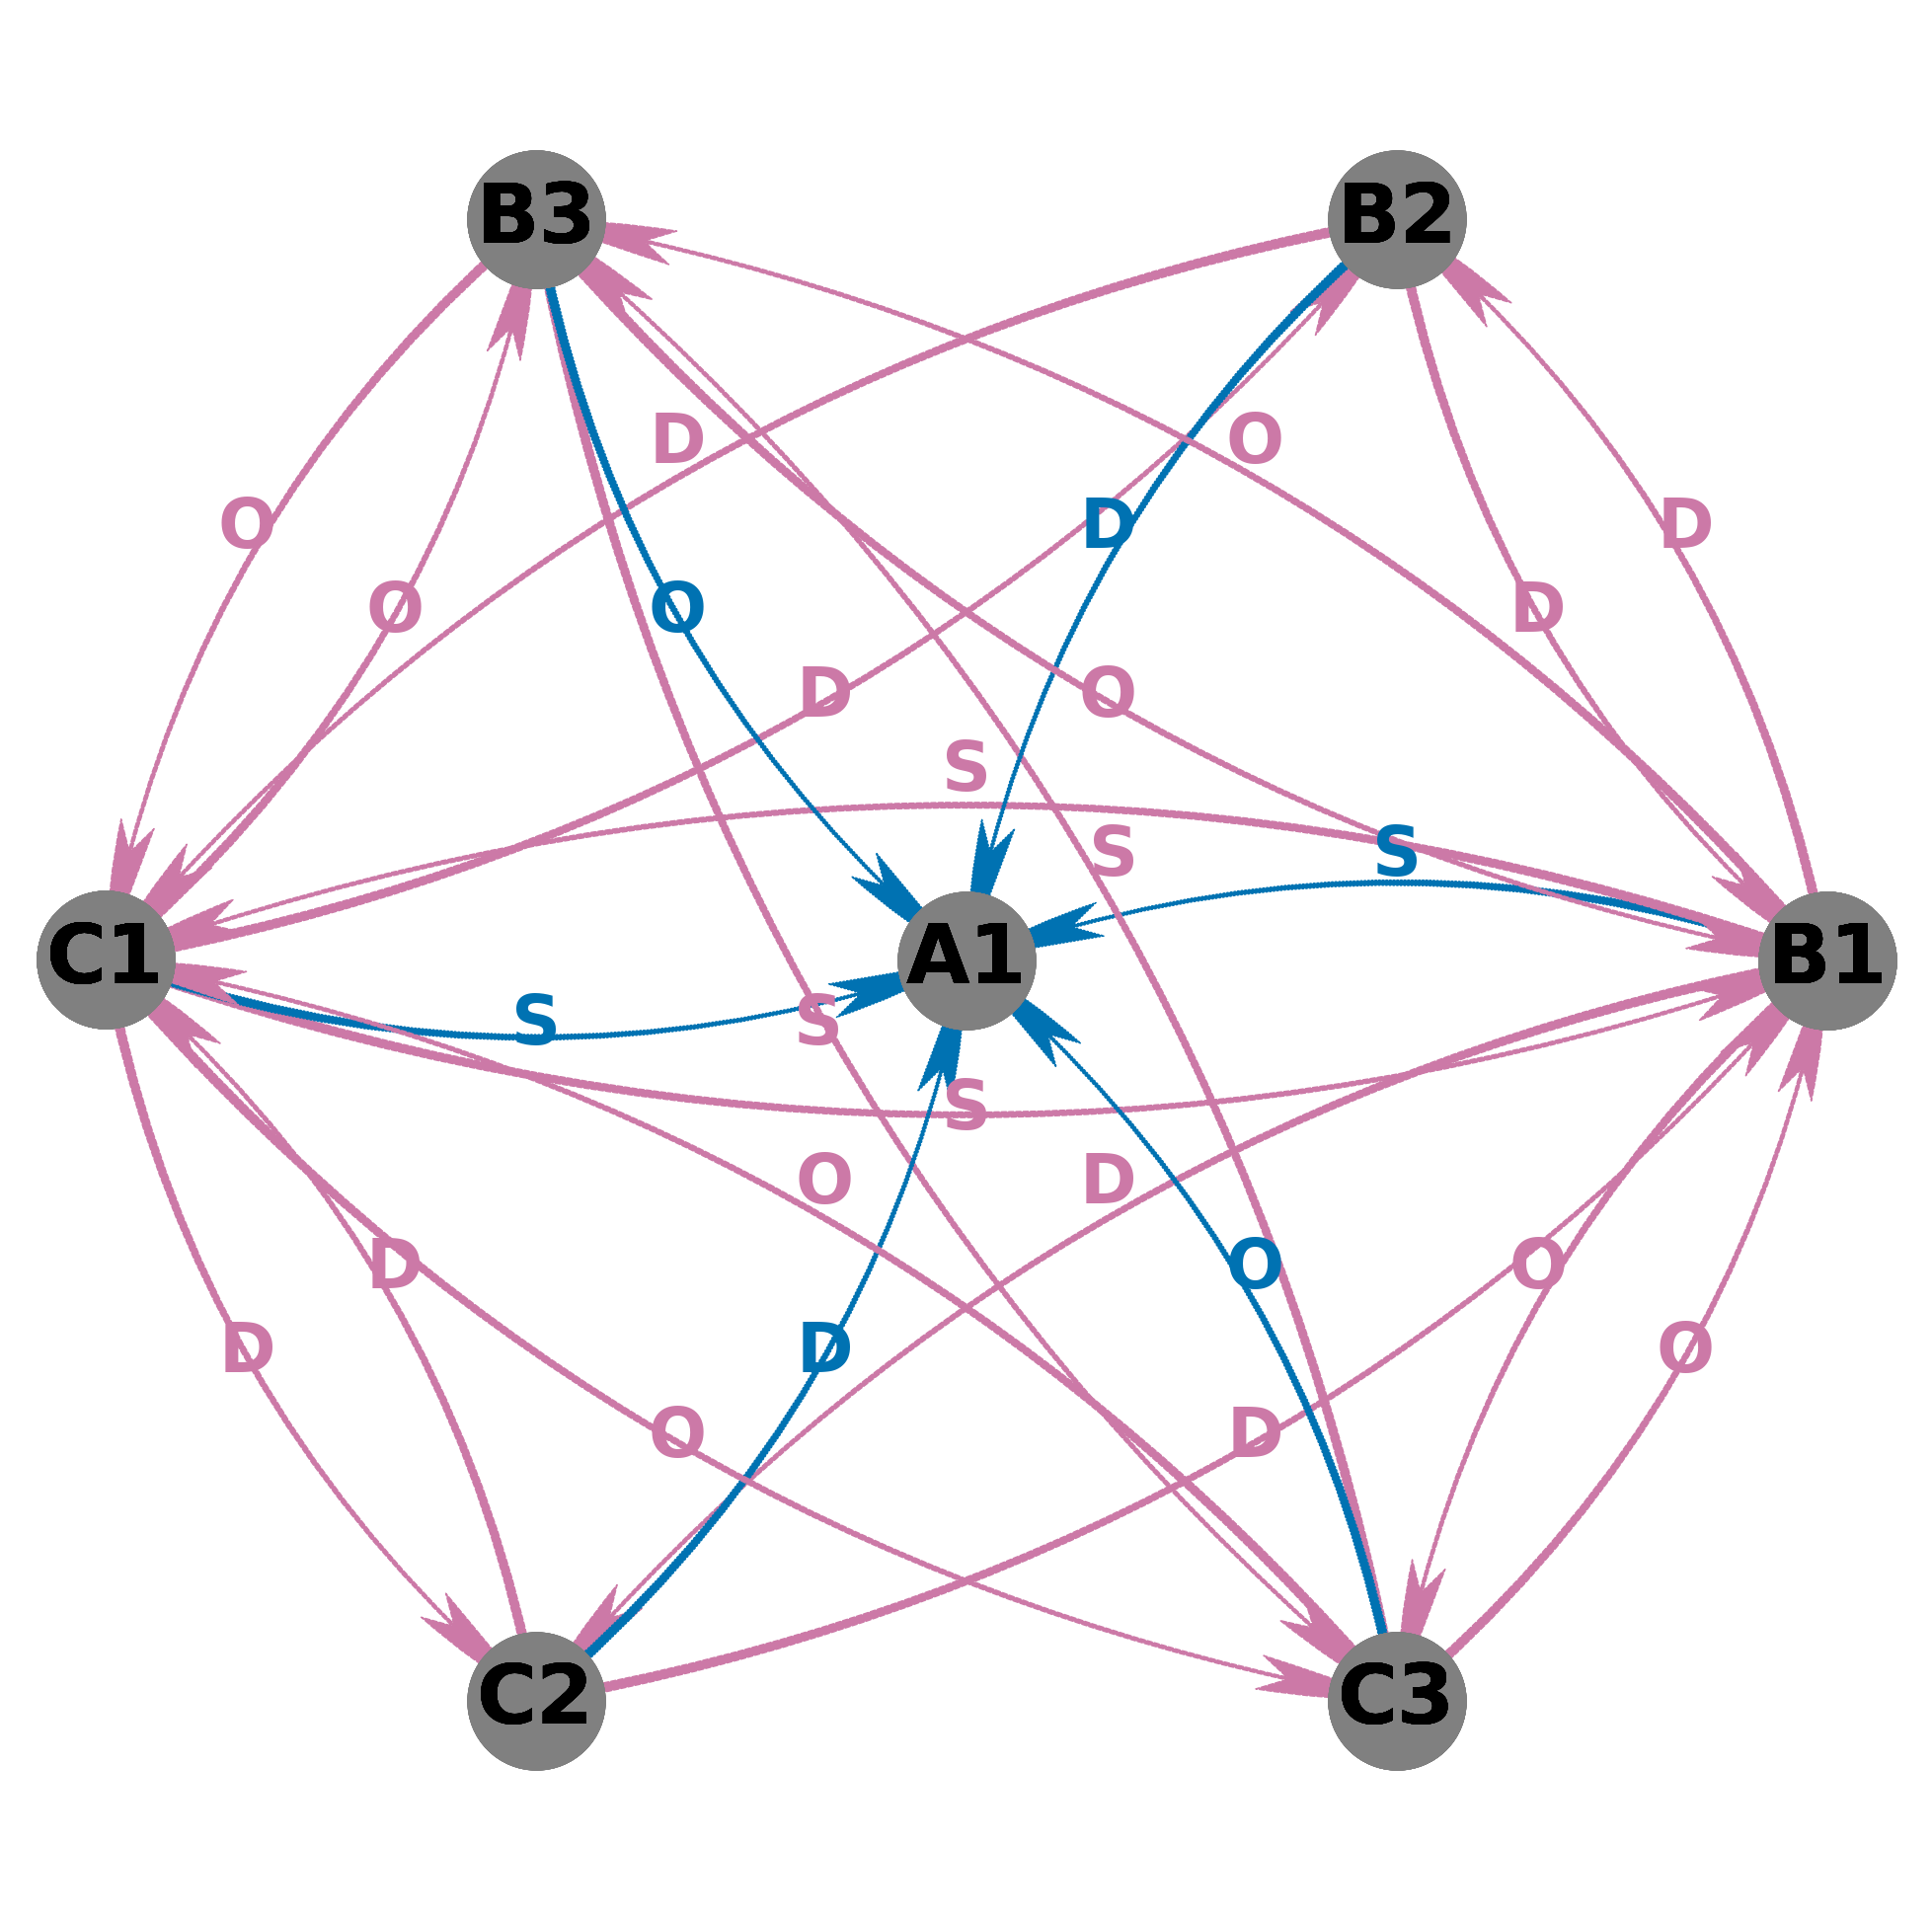 B3 B2
D O
O D D
O O D
D O
S
S S
C1 A1 B1
S S
S
O D
D O O
D D O
O D
C2 C3